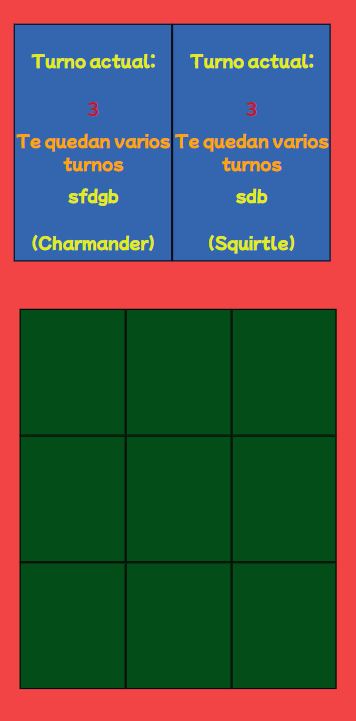 Turno actual:
3
Te quedan varios
turnos
sfdgb
(Charmander)
Turno actual:
3
Te quedan varios
turnos
sdb
(Squirtle)